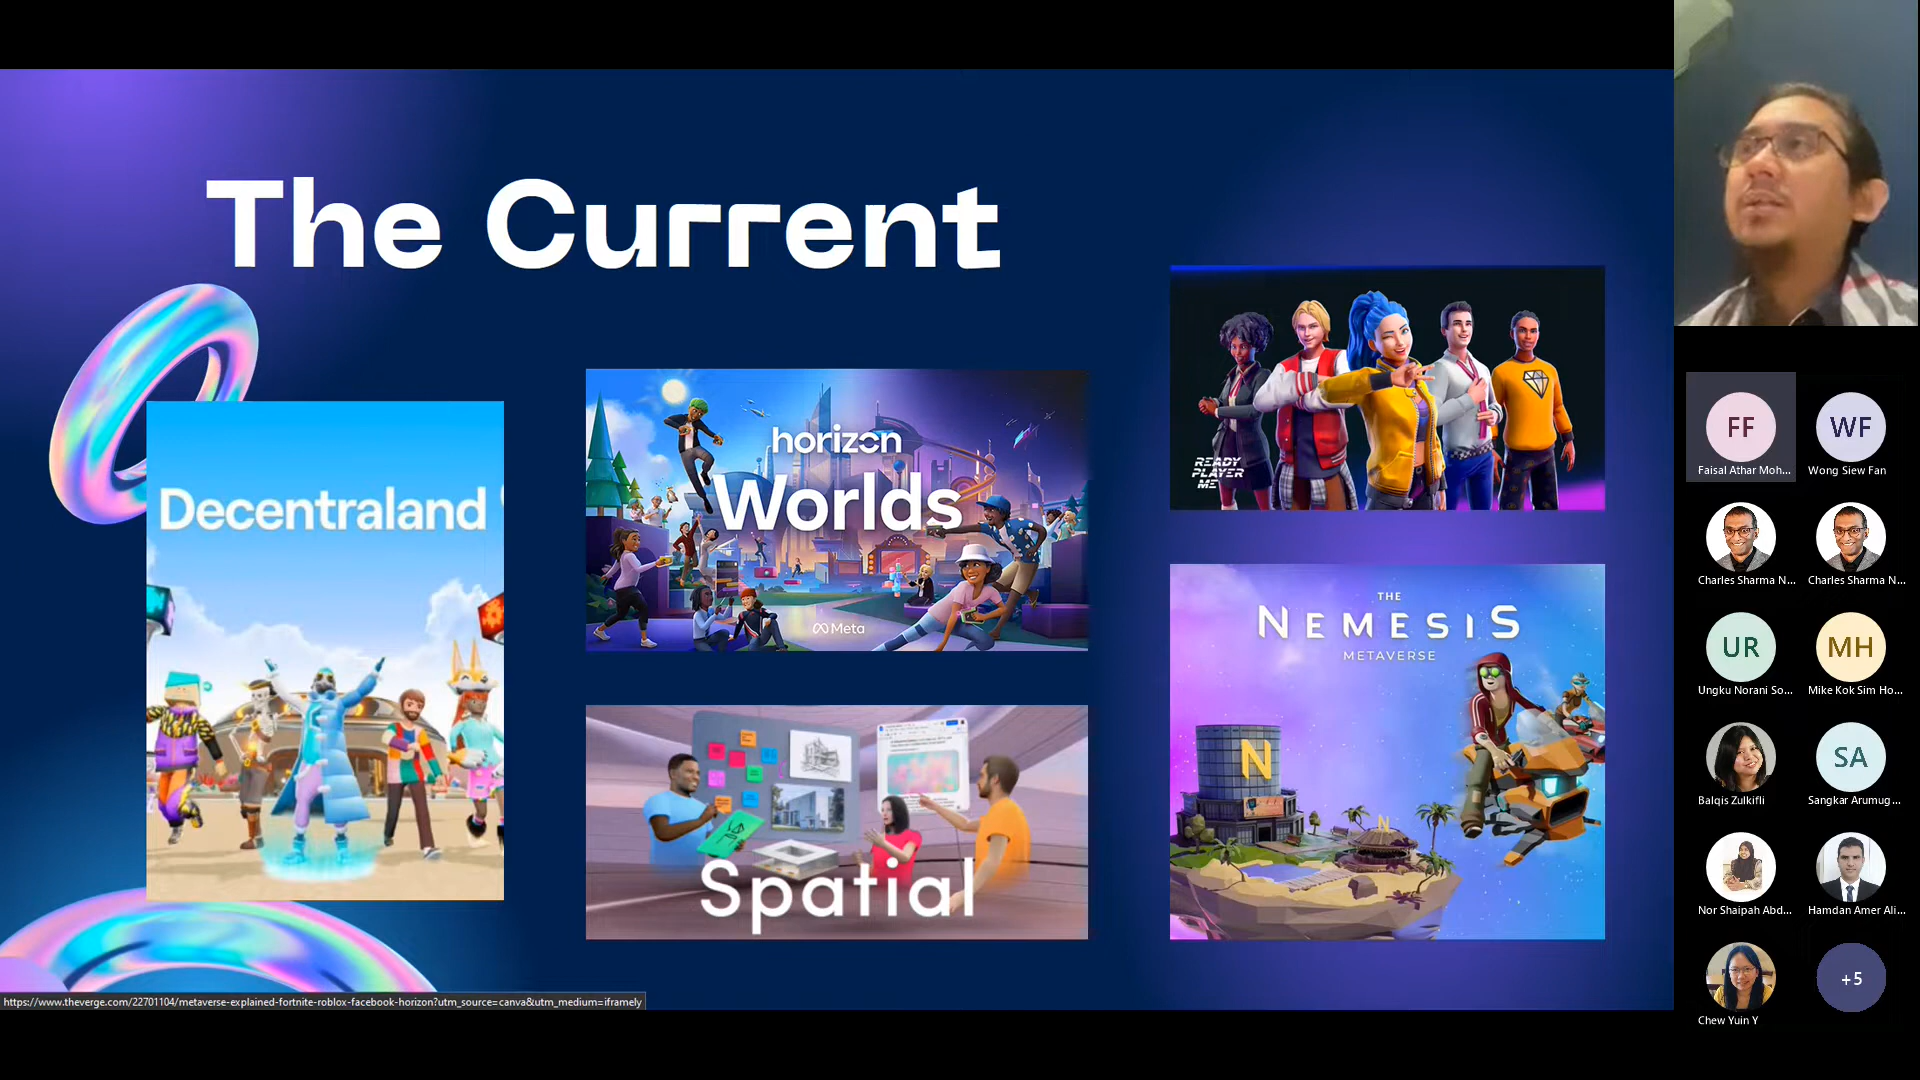 The Current
Decentraland
horizon
Worlds
Meta
Spatial
READY
PLAYER
ME
THE
NEMESIS
METAVERSE
N
N
https://www.theverge.com/22701104/metaverse-explained-fortnite-roblox-facebook-horizon?utm_source=canva&utm_medium=iframely
FF
WF
Faisal Athar Moh...
Wong Siew Fan
Charles Sharma N...
Charles Sharma N...
UR
MH
Ungku Norani So...
Mike Kok Sim Ho...
SA
Balqis Zulkifli
Sangkar Arumug...
Nor Shaipah Abd...
Hamdan Amer Ali...
+5
Chew Yuin Y